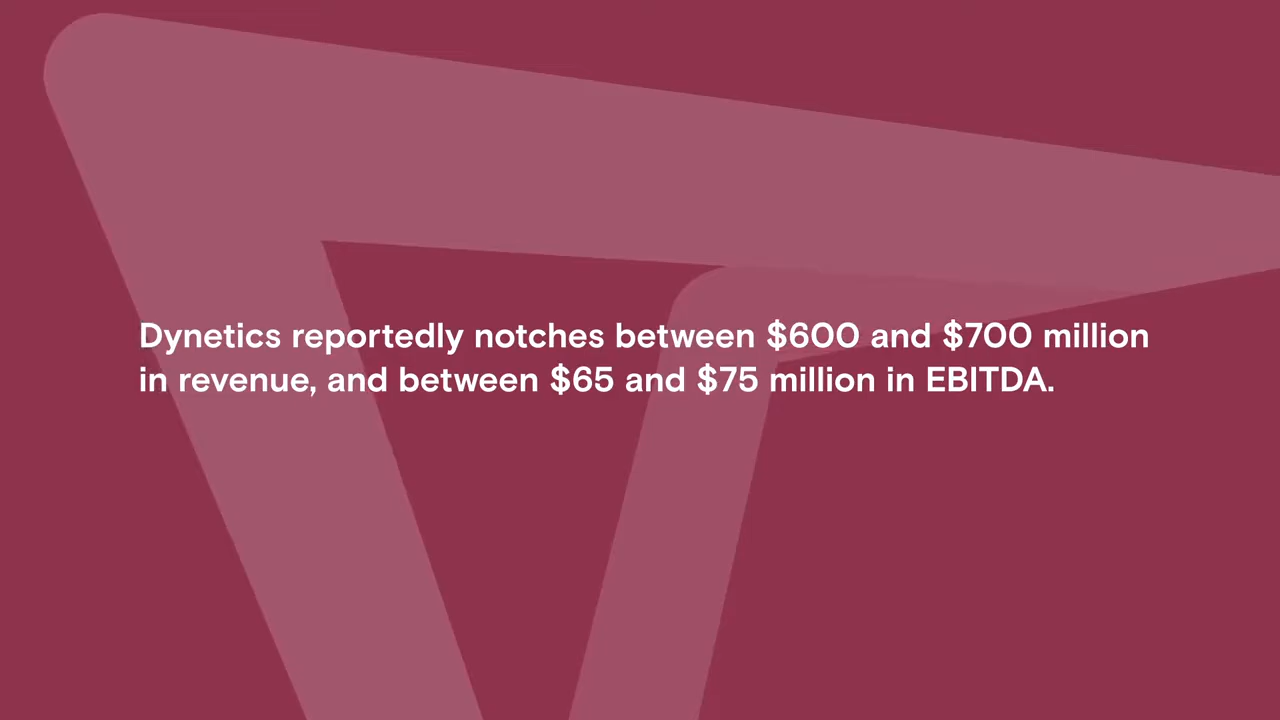 Dynetics reportedly notches between $600 and $700 million
in revenue, and between $65 and $75 million in EBITDA.